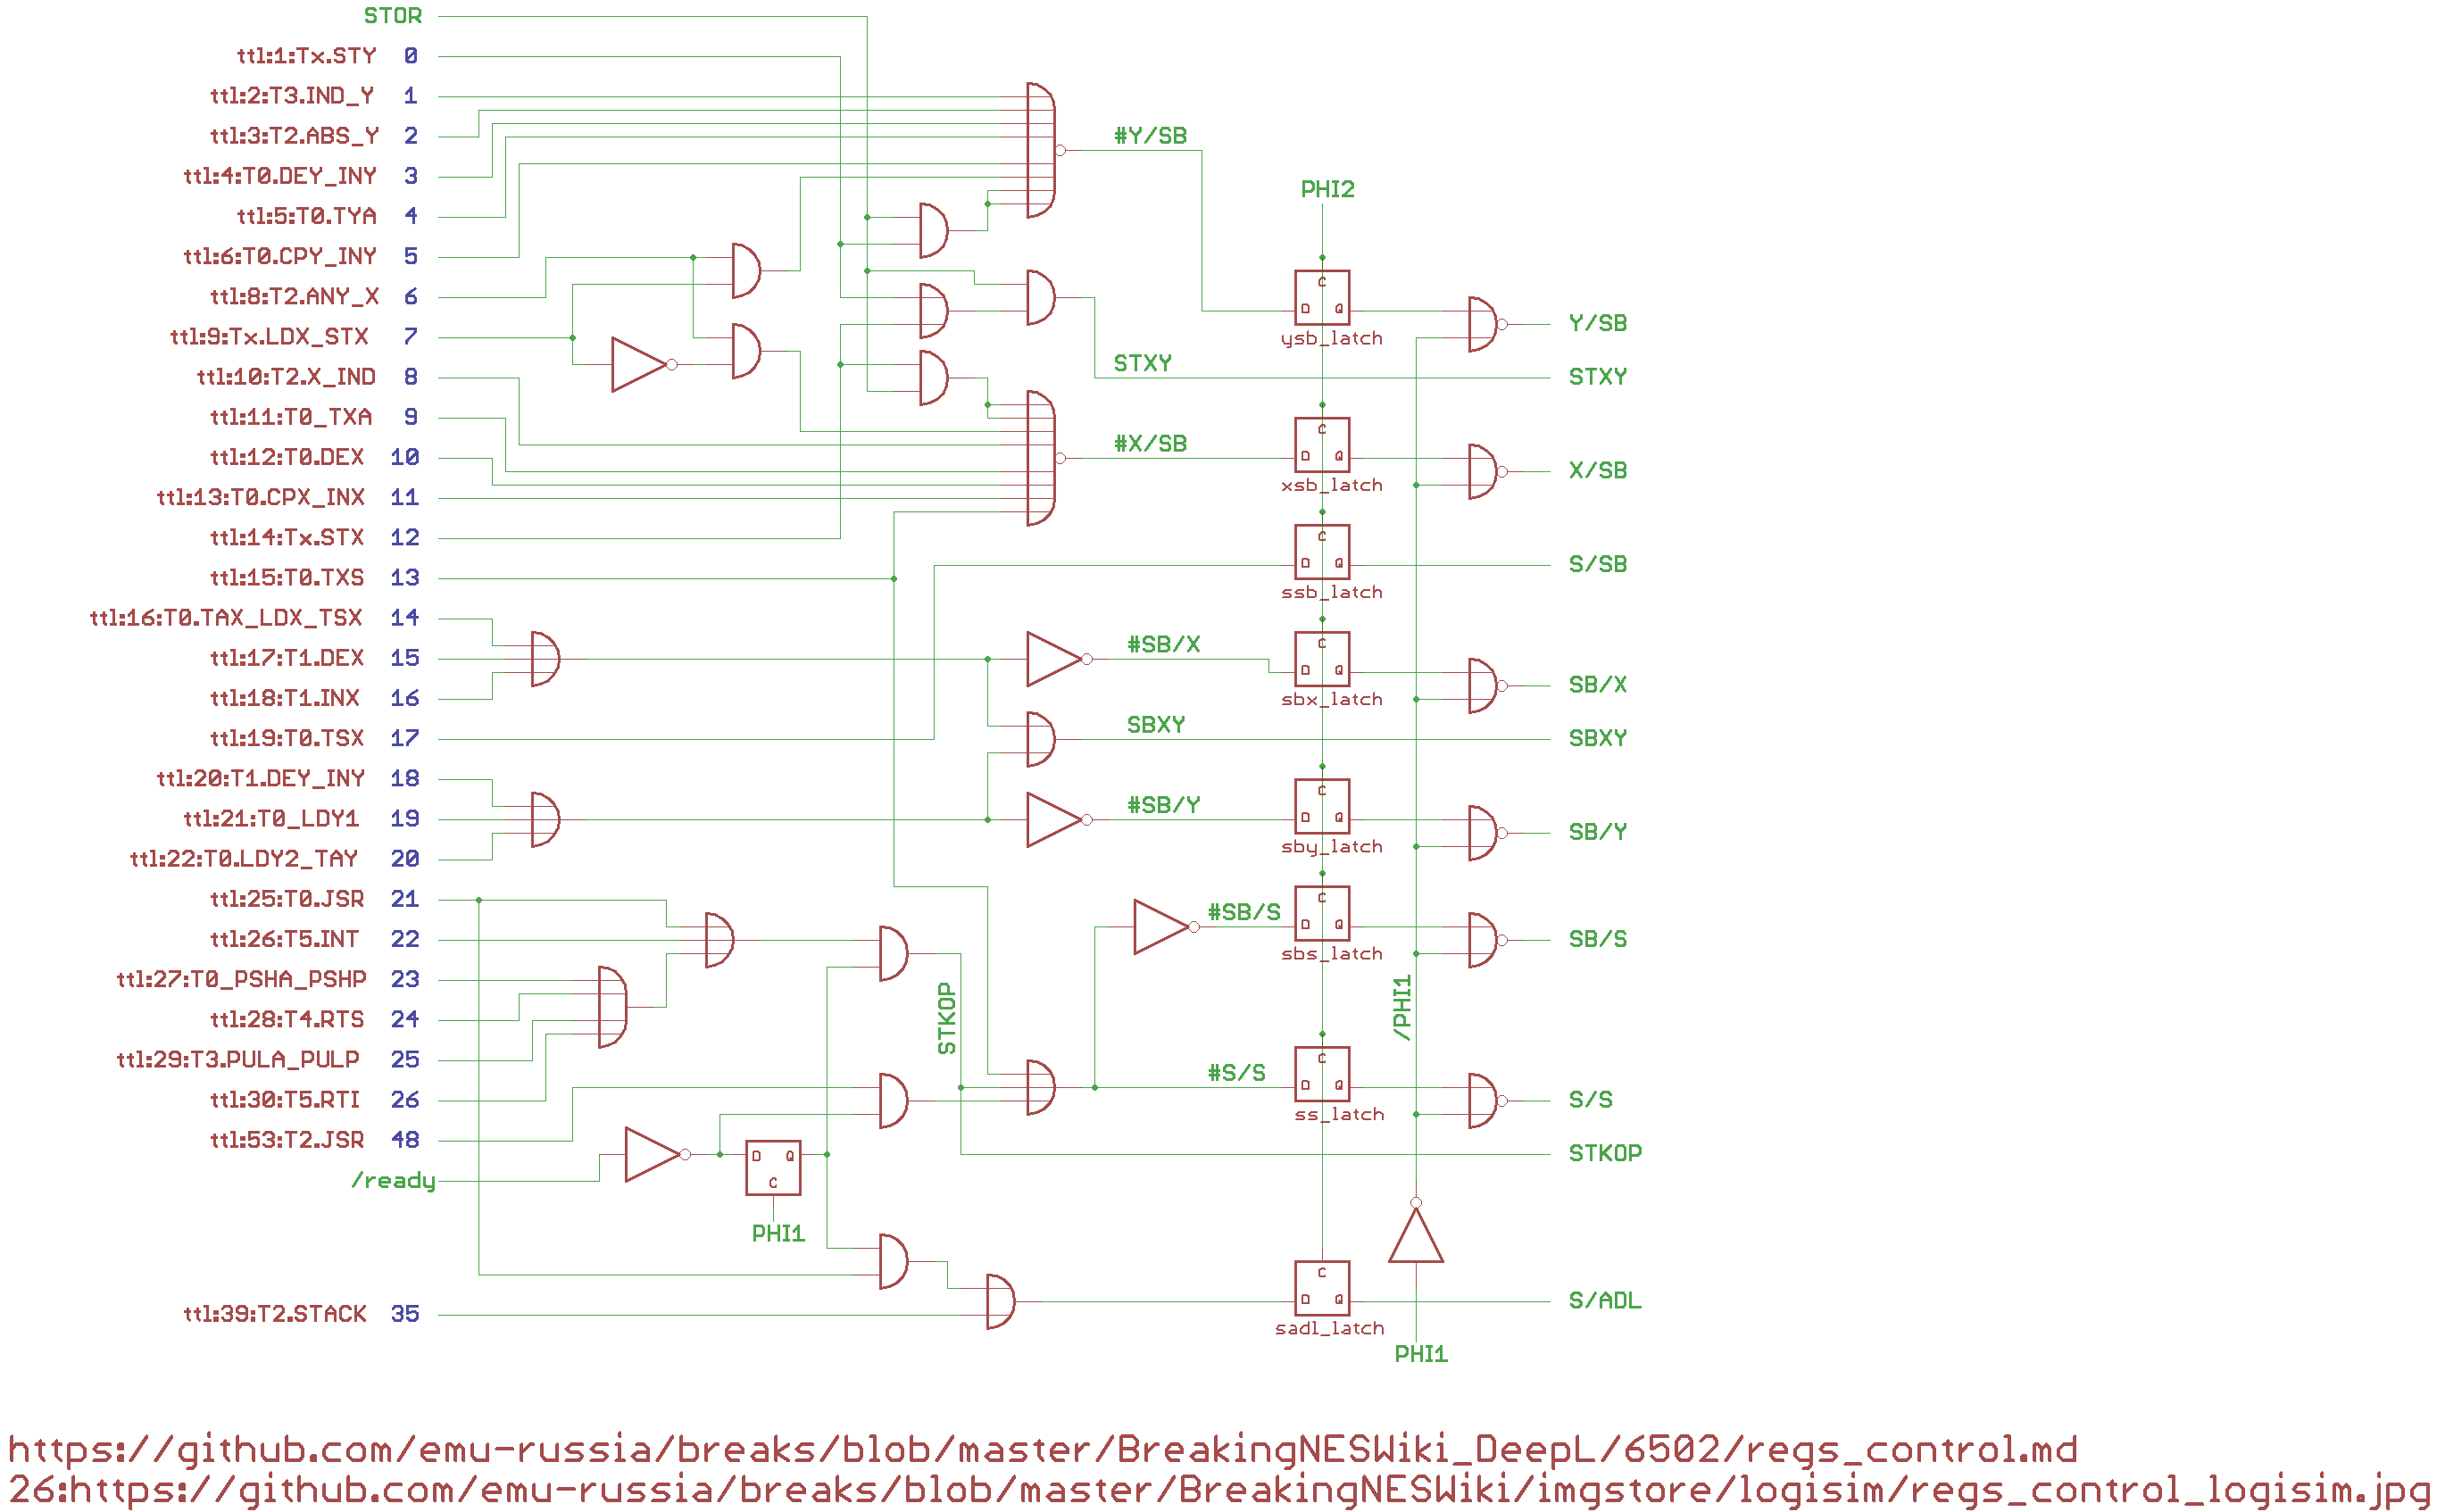 STOR
ttl:1:Tx.STY 0
ttl:2:T3.IND_Y 1
ttl:3:T2.ABS_Y 2
#Y/SB
ttl:4:T0.DEY_INY 3
PHI2
ttl:5:T0.TYA 4
ttl:6:T0.CPY_INY 5
ttl:8:T2.ANY_X 6
C
D Q
Y/SB
ttl:9:Tx.LDX_STX 7
ysb_latch
STXY
ttl:10:T2.X_IND 8
STXY
ttl:11:T0_TXA 9
C
#X/SB
ttl:12:T0.DEX 10
D Q
X/SB
xsb_latch
ttl:13:T0.CPX_INX 11
ttl:14:Tx.STX 12
C
D Q
S/SB
ttl:15:T0.TXS 13
ssb_latch
ttl:16:T0.TAX_LDX_TSX 14
#SB/X
C
ttl:17:T1.DEX 15
D Q
SB/X
ttl:18:T1.INX 16
sbx_latch
SBXY
ttl:19:T0.TSX 17
SBXY
ttl:20:T1.DEY_INY 18
C
#SB/Y
ttl:21:T0_LDY1 19
D Q
SB/Y
sby_latch
ttl:22:T0.LDY2_TAY 20
ttl:25:T0.JSR 21
C
#SB/S
D Q
ttl:26:T5.INT 22
SB/S
sbs_latch
ttl:27:T0_PSHA_PSHP 23
STKOP
/PHI1
ttl:28:T4.RTS 24
ttl:29:T3.PULA_PULP 25
C
#S/S
D Q
ttl:30:T5.RTI 26
S/S
ss_latch
ttl:53:T2.JSR 48
D Q
C
STKOP
/ready
PHI1
C
D Q
S/ADL
ttl:39:T2.STACK 35
sadl_latch
PHI1
https://github.com/emu-russia/breaks/blob/master/BreakingNESWiki_DeepL/6502/regs_control.md
26:https://github.com/emu-russia/breaks/blob/master/BreakingNESWiki/imgstore/logisim/regs_control_logisim.jpg